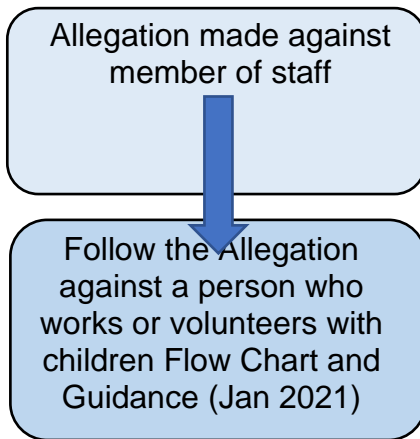 Allegation made against
member of staff
Follow the Allegation
against a person who
works or volunteers with
children Flow Chart and
Guidance (Jan 2021)